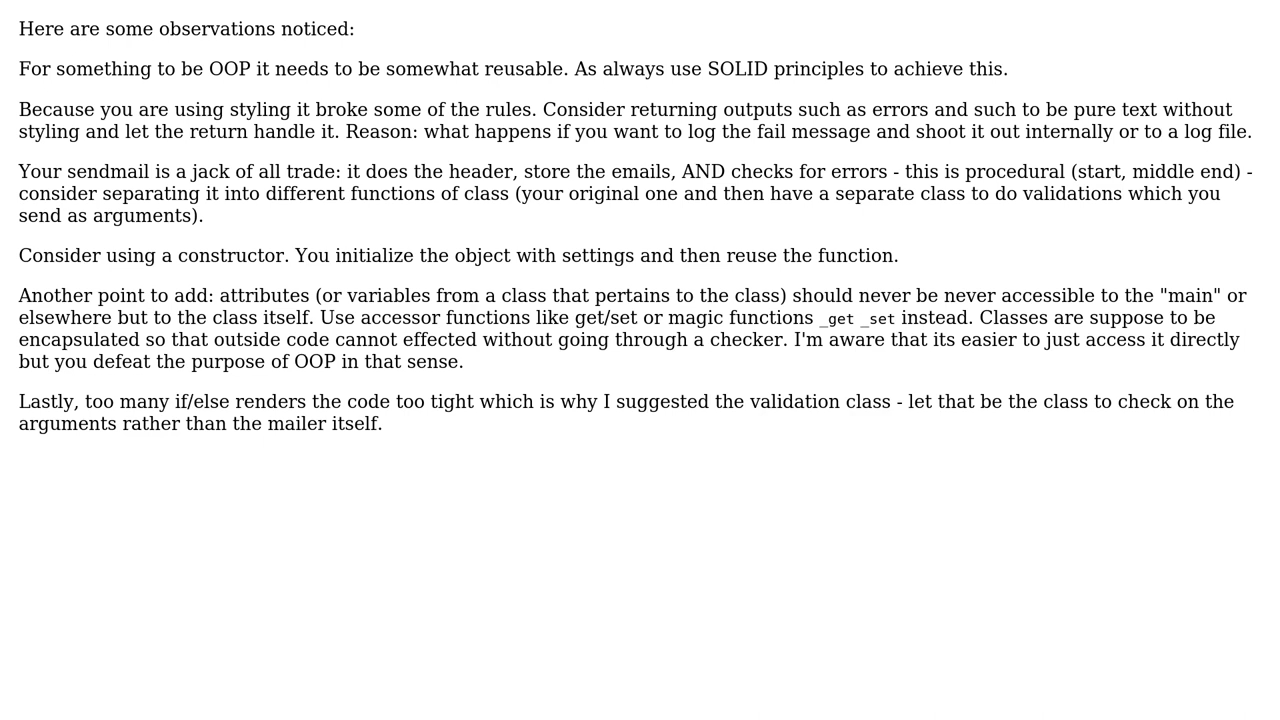 Here are some observations noticed:
For something to be OOP it needs to be somewhat reusable. As always use SOLID principles to achieve this.
Because you are using styling it broke some of the rules. Consider returning outputs such as errors and such to be pure text without
styling and let the return handle it. Reason: what happens if you want to log the fail message and shoot it out internally or to a log file.
Your sendmail is a jack of all trade: it does the header, store the emails, AND checks for errors - this is procedural (start, middle end) -
consider separating it into different functions of class (your original one and then have a separate class to do validations which you
send as arguments).
Consider using a constructor. You initialize the object with settings and then reuse the function.
Another point to add: attributes (or variables from a class that pertains to the class) should never be never accessible to the "main" or
elsewhere but to the class itself. Use accessor functions like get/set or magic functions _get _set instead. Classes are suppose to be
encapsulated so that outside code cannot effected without going through a checker. I'm aware that its easier to just access it directly
but you defeat the purpose of OOP in that sense.
Lastly, too many if/else renders the code too tight which is why I suggested the validation class - let that be the class to check on the
arguments rather than the mailer itself.